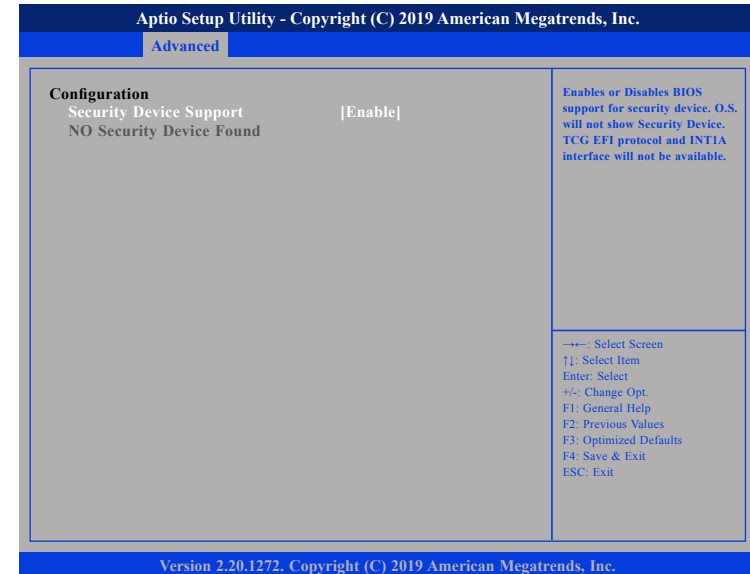 Aptio Setup Utility - Copyright (C) 2019 American Megatrends, Inc.
Advanced
Configuration
Security Device Support [Enable]
NO Security Device Found
Enables or Disables BIOS
support for security device. O.S.
will not show Security Device.
TCG EFI protocol and INT1A
interface will not be available.
→←: Select Screen
↑↓: Select Item
Enter: Select
+/-: Change Opt.
F1: General Help
F2: Previous Values
F3: Optimized Defaults
F4: Save & Exit
ESC: Exit
Version 2.20.1272. Copyright (C) 2019 American Megatrends, Inc.